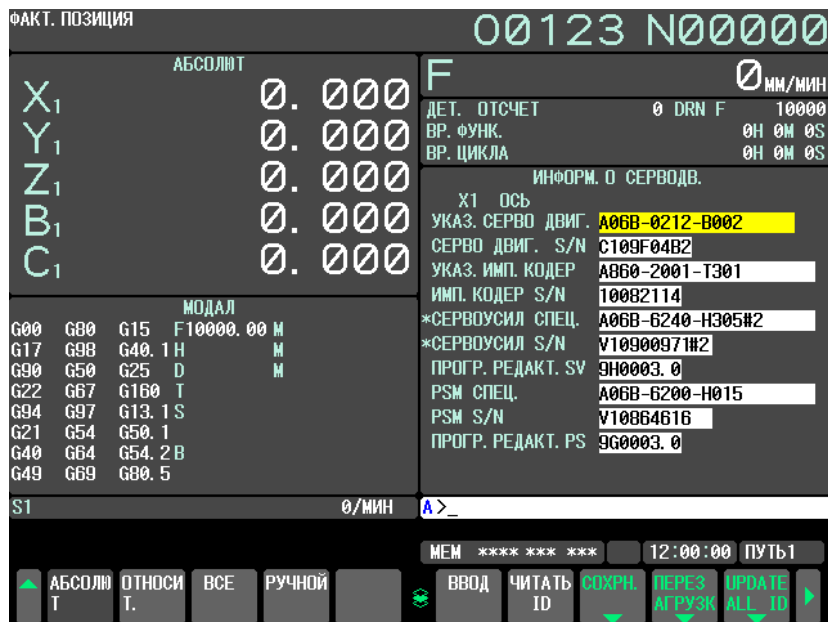 ФАКТ. ПОЗИЦИЯ
O0123 N00000
АБСОЛЮТ
X1 0. 000
Y1 0. 000
Z1 0. 000
B1 0. 000
C1 0. 000
F 0 ММ/МИН
ДЕТ. ОТСЧЕТ 0 DRN F 10000
ВР. ФУНК. 0H 0M 0S
ВР. ЦИКЛА 0H 0M 0S
ИНФОРМ. О СЕРВОДВ.
X1 ОСЬ
УКАЗ. СЕРВО ДВИГ. A06B-0212-B002
СЕРВО ДВИГ. S/N C109F04B2
УКАЗ. ИМП. КОДЕР A860-2001-T301
ИМП. КОДЕР S/N 10082114
*СЕРВОУСИЛ СПЕЦ. A06B-6240-H305#2
*СЕРВОУСИЛ S/N V10900971#2
ПРОГР. РЕДАКТ. SV 9H0003. 0
PSM СПЕЦ. A06B-6200-H015
PSM S/N V10864616
ПРОГР. РЕДАКТ. PS 9G0003. 0
МОДАЛ
G00 G80 G15 F10000. 00 M
G17 G98 G40. 1 H M
G90 G50 G25 D M
G22 G67 G160 T
G94 G97 G13. 1 S
G21 G54 G50. 1
G40 G64 G54. 2 B
G49 G69 G80. 5
S1 0/МИН
A >_
MEM **** *** *** 12:00:00 ПУТЬ1
АБСОЛЮ
Т
ОТНОСИ
Т.
ВСЕ
РУЧНОЙ
ВВОД
ЧИТАТЬ
ID
СОХРН.
ПЕРЕЗ
АГРУЗК
UPDATE
ALL ID